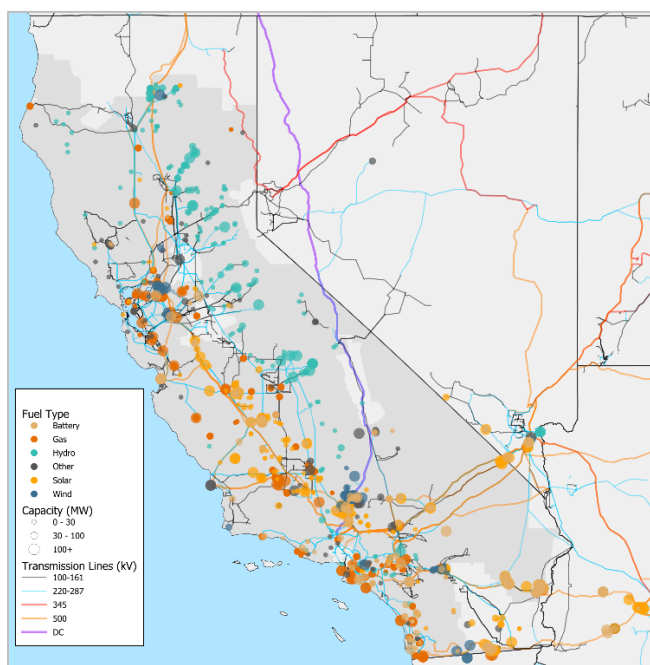 Fuel Type
Battery
Gas
Hydro
Other
Solar
Wind
Capacity (MW)
0 - 30
30 - 100
100+
Transmission Lines (kV)
100-161
220-287
345
500
DC